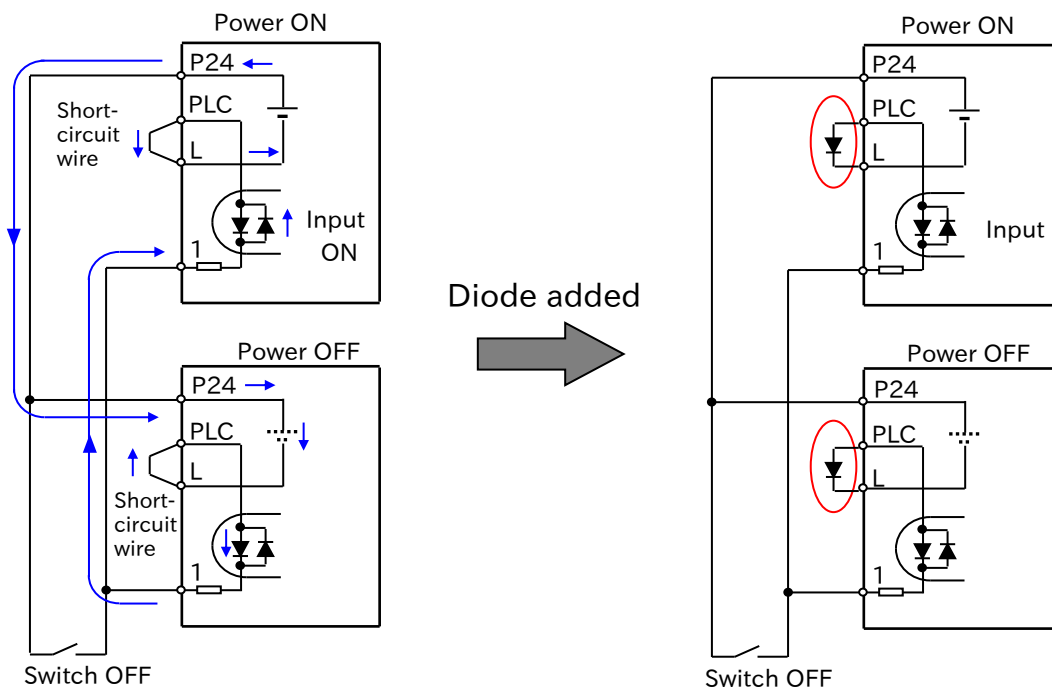 Power ON
P24
PLC
Short-
circuit
wire
L
Input
ON
1
Power OFF
P24
PLC
L
Short-
circuit
wire
1
Switch OFF
Diode added
Power ON
P24
PLC
L
Input
1
Power OFF
P24
PLC
L
1
Switch OFF